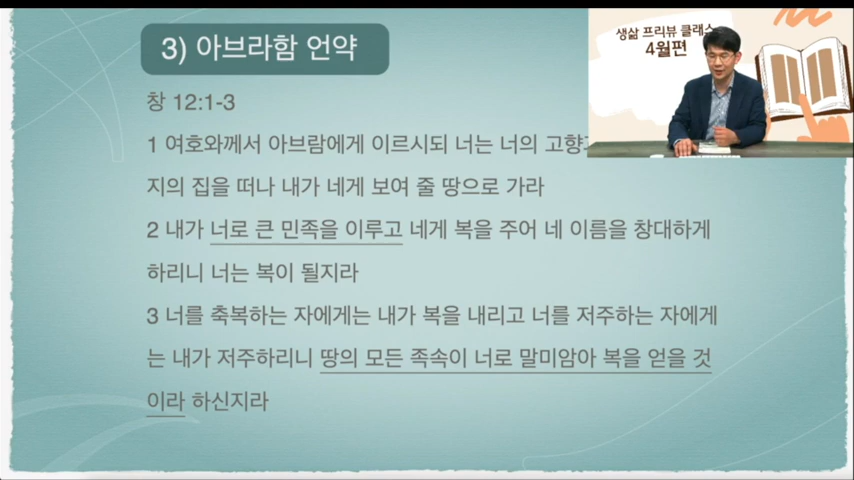 3) 아브라함 언약
생삶 프리뷰 클래스
4월편
창 12:1-3
1 여호와께서 아브람에게 이르시되 너는 너의 고향
지의 집을 떠나 내가 네게 보여 줄 땅으로 가라
2 내가 너로 큰 민족을 이루고 네게 복을 주어 네 이름을 창대하게
하리니 너는 복이 될지라
3 너를 축복하는 자에게는 내가 복을 내리고 너를 저주하는 자에게
는 내가 저주하리니 땅의 모든 족속이 너로 말미암아 복을 얻을 것
이라 하신지라